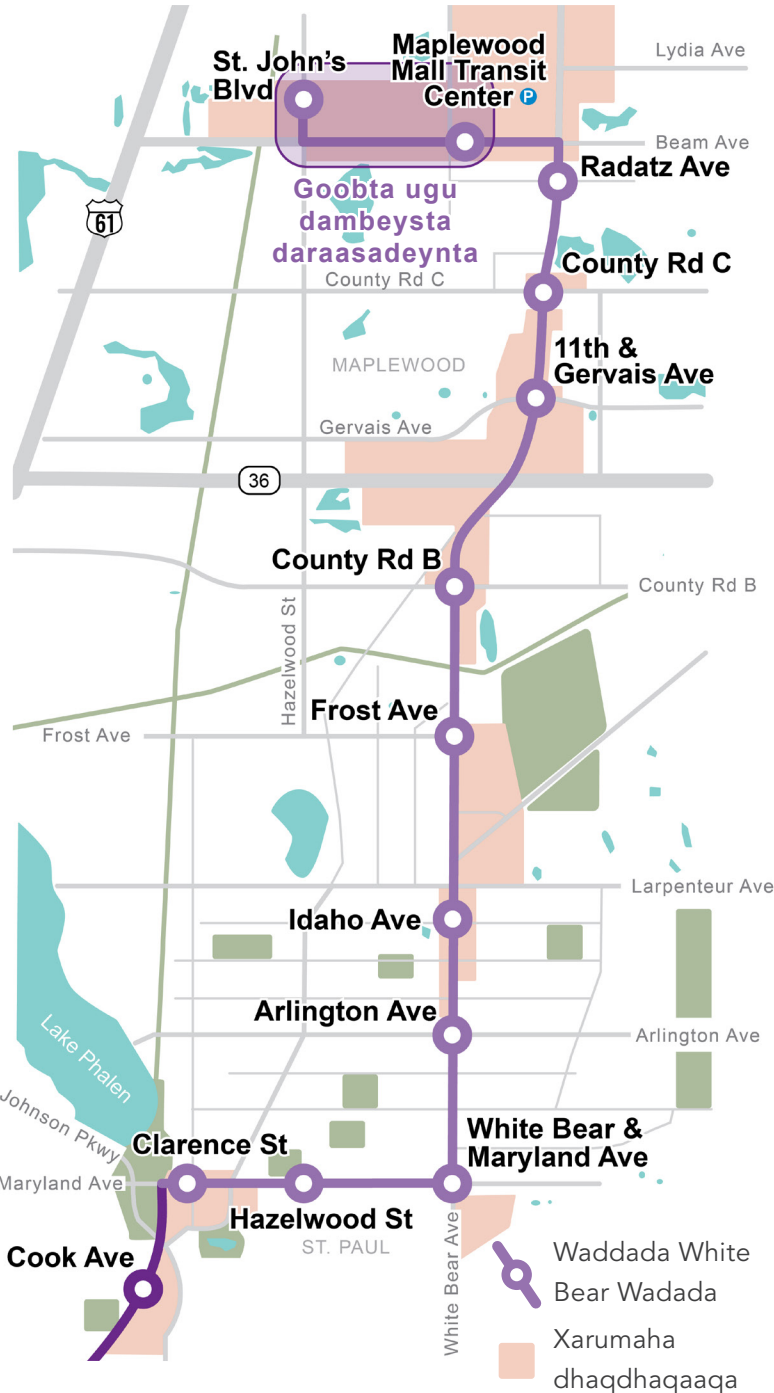 St. John's
Blvd
Maplewood
Mall Transit
Center P
Lydia Ave
Beam Ave
Radatz Ave
Goobta ugu
dambeysta
daraasadeynta
61
County Rd C
County Rd C
MAPLEWOOD
11th &
Gervais Ave
Gervais Ave
36
County Rd B
County Rd B
Hazelwood St
Frost Ave
Frost Ave
Larpenteur Ave
Idaho Ave
Arlington Ave
Arlington Ave
Lake Phalen
Johnson Pkwy
Clarence St
White Bear &
Maryland Ave
Maryland Ave
Hazelwood St
ST. PAUL
White Bear Ave
Cook Ave
Waddada White
Bear Wadada
Xarumaha
dhaqdhaqaaqa